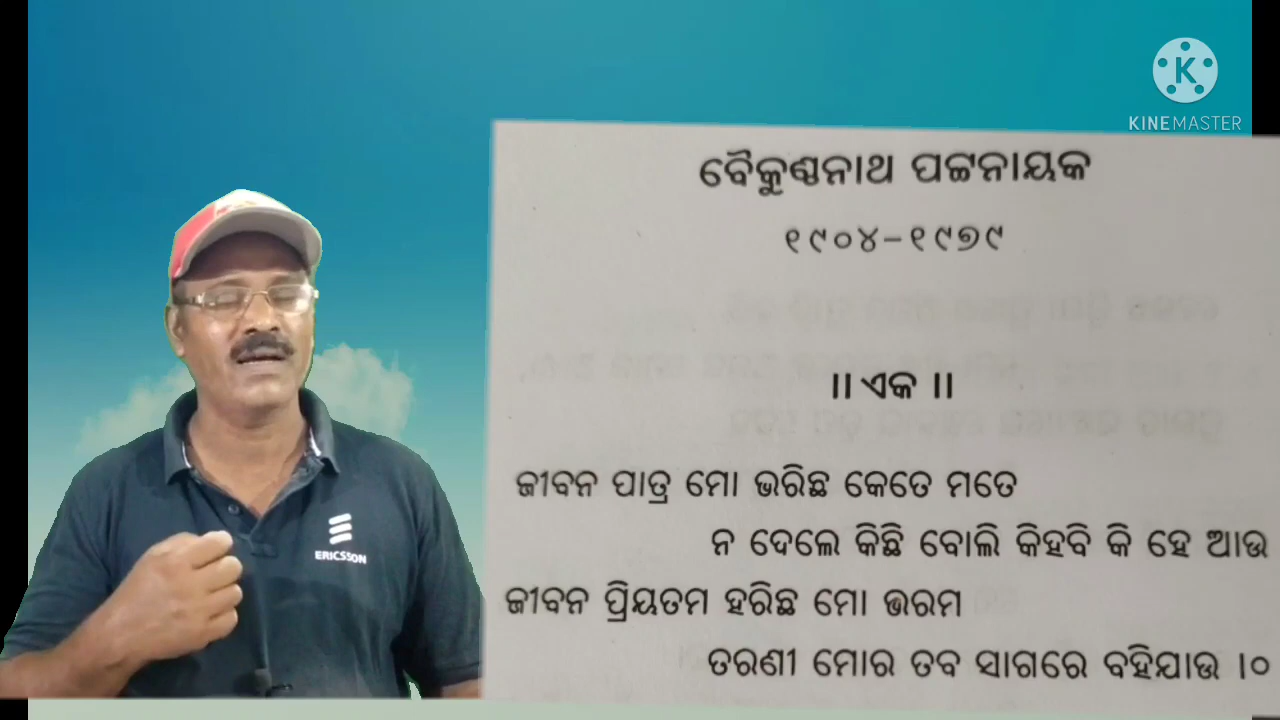 KINEMASTER
ବୈକୁଣ୍ଠନାଥ ପଟ୍ଟନାୟକ
୧୯୦୪–୧୯୭୯
॥ ଏକ ॥
ଜୀବନ ପାତ୍ର ମୋ ଭରିଛ କେତେ ମତେ
ନ ଦେଲେ କିଛି ବୋଲି କିହବି କି ହେ ଆଉ
ଜୀବନ ପ୍ରିୟତମ ହରିଛ ମୋ ଭରମ
ତରଣୀ ମୋର ତବ ସାଗରେ ବହିଯାଉ ।୦
ERICSSON